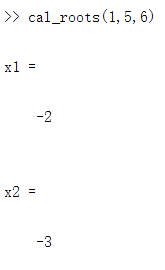 >> cal_roots(1,5,6)
x1 =
-2
x2 =
-3